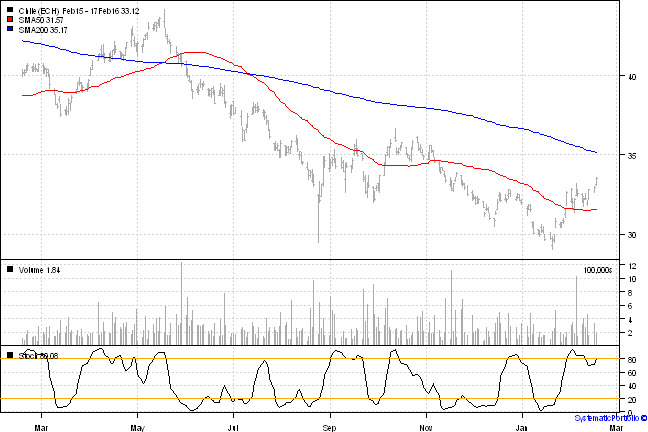 Chile (ECH) Feb15 - 17Feb16 33.12
SMA50 31.57
SMA200 35.17
40
35
30
Volume 1.84
100,000s
12
10
8
6
4
2
80
60
40
20
0
Mar May Jul Sep Nov Jan Mar
SystematicPortfolio ©